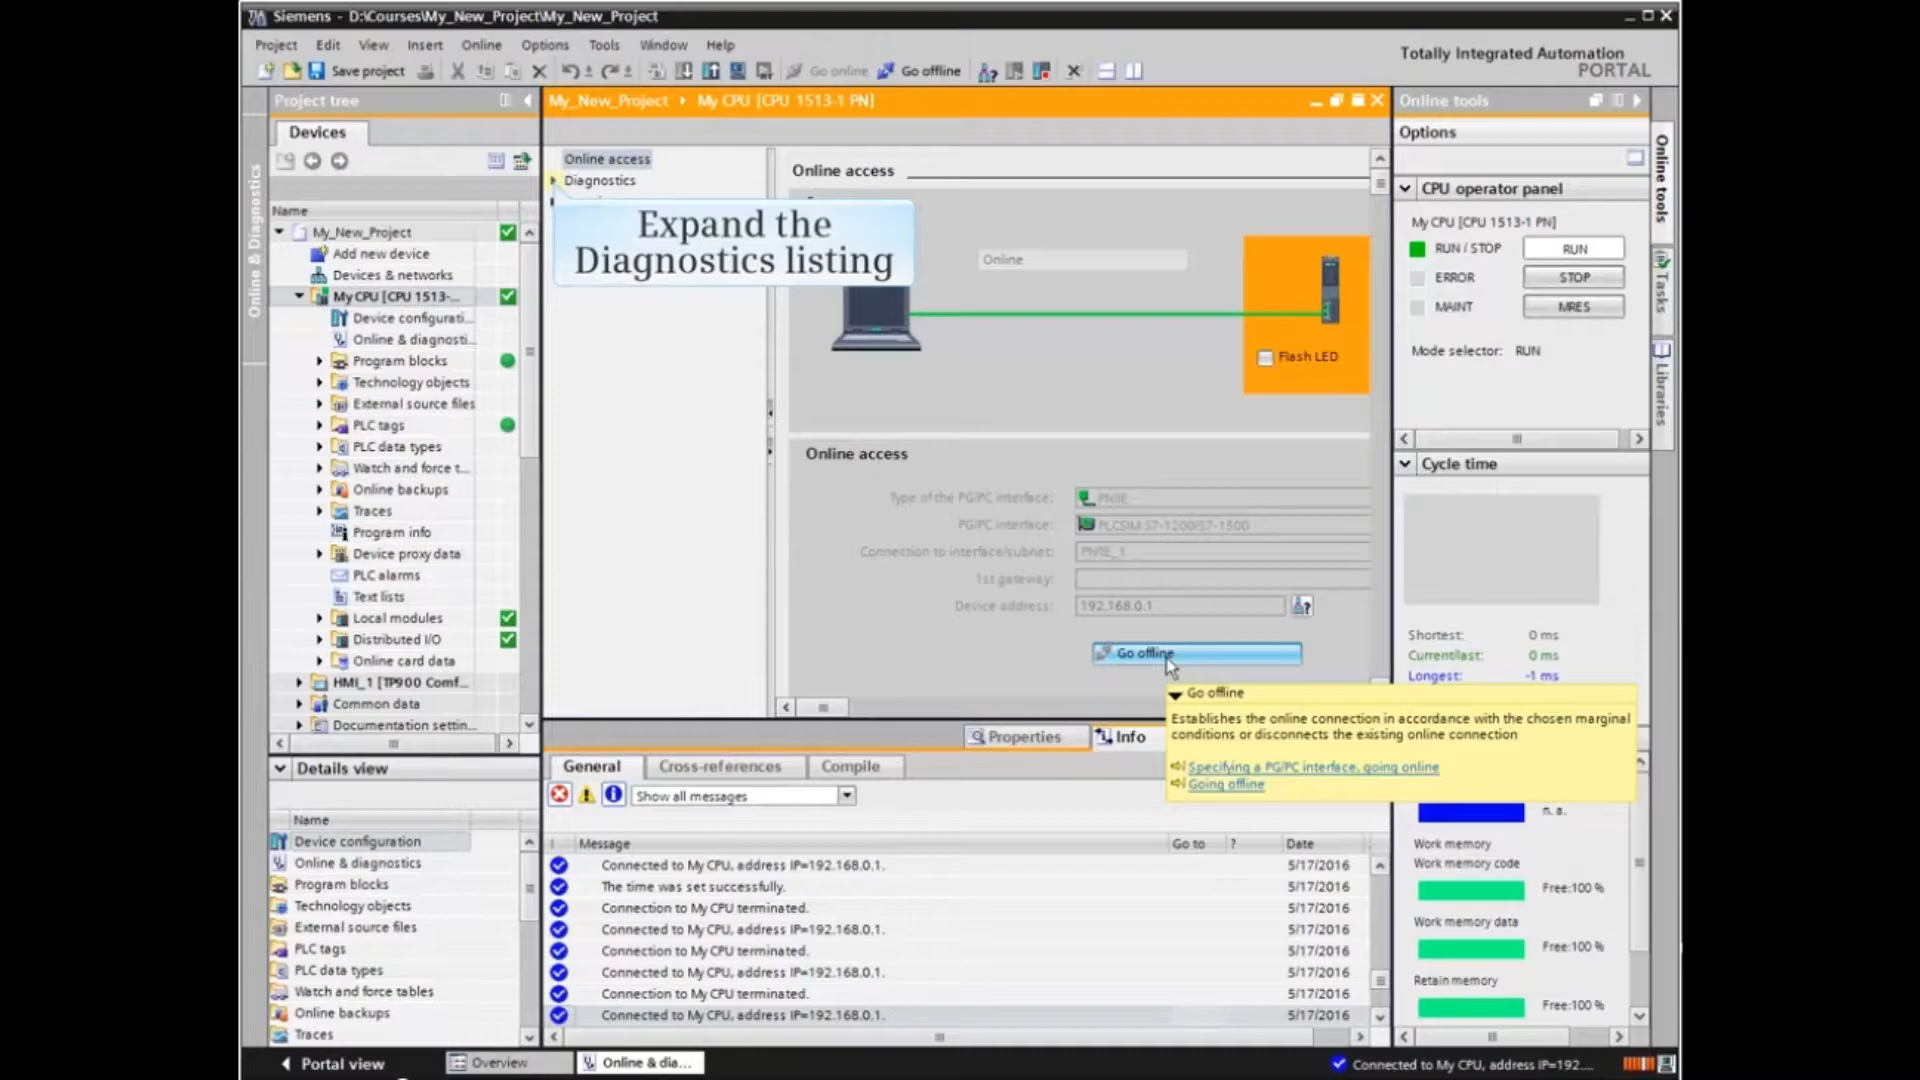 Siemens - D:\Courses\My_New_Project\My_New_Project
Project Edit View Insert Online Options Tools Window Help
Totally Integrated Automation
PORTAL
Save project
Go online
Go offline
Project tree
Devices
Online & Diagnostics
Name
My_New_Project
Add new device
Devices & networks
My CPU [CPU 1513-...
Device configurati...
Online & diagnosti...
Program blocks
Technology objects
External source files
PLC tags
PLC data types
Watch and force t...
Online backups
Traces
Program info
Device proxy data
PLC alarms
Text lists
Local modules
Distributed I/O
Online card data
HMI_1 [TP900 Comf...
Common data
Documentation settin...
Details view
Name
Device configuration
Online & diagnostics
Program blocks
Technology objects
External source files
PLC tags
PLC data types
Watch and force tables
Online backups
Traces
My_New_Project
My CPU [CPU 1513-1 PN]
Online access
Diagnostics
Expand the
Diagnostics listing
Online access
Online
Flash LED
Online access
Type of the PG/PC interface: PN/IE
PG/PC interface: PLCSIM S7-1200/S7-1500
Connection to interface/subnet: PN/IE_1
1st gateway:
Device address: 192.168.0.1
Go offline
Go offline
Establishes the online connection in accordance with the chosen marginal
conditions or disconnects the existing online connection
Specifying a PG/PC interface, going online
Going offline
Properties
Info
General
Cross-references
Compile
Show all messages
! Message Go to ? Date
Connected to My CPU, address IP=192.168.0.1. 5/17/2016
The time was set successfully. 5/17/2016
Connection to My CPU terminated. 5/17/2016
Connected to My CPU, address IP=192.168.0.1. 5/17/2016
Connection to My CPU terminated. 5/17/2016
Connected to My CPU, address IP=192.168.0.1. 5/17/2016
Connection to My CPU terminated. 5/17/2016
Connected to My CPU, address IP=192.168.0.1. 5/17/2016
Online tools
Options
CPU operator panel
My CPU [CPU 1513-1 PN]
RUN / STOP RUN
ERROR STOP
MAINT MRES
Mode selector: RUN
Cycle time
Shortest: 0 ms
Current/last: 0 ms
Longest: -1 ms
n. a.
Work memory
Work memory code
Free:100 %
Work memory data
Free:100 %
Retain memory
Free:100 %
Online tools
Tasks
Libraries
Portal view
Overview
Online & dia...
Connected to My CPU, address IP=192....